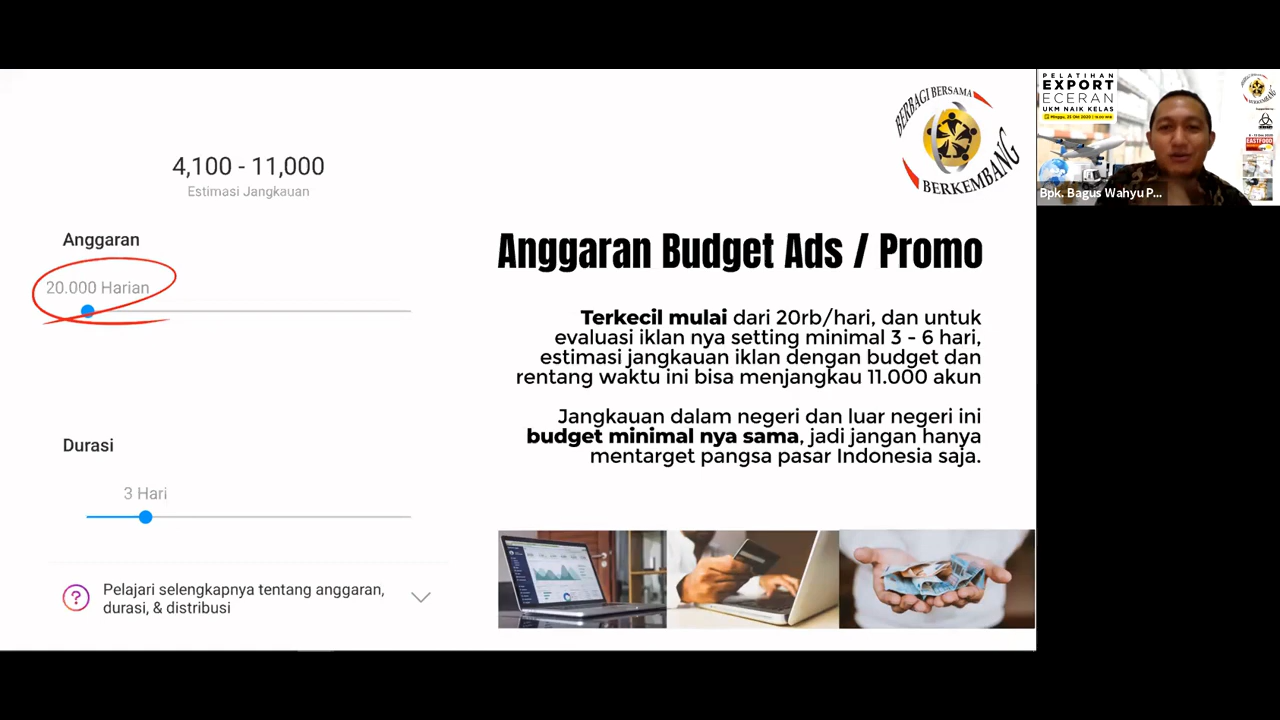 4,100 - 11,000
Estimasi Jangkauan
Anggaran
20.000 Harian
Durasi
3 Hari
Pelajari selengkapnya tentang anggaran,
durasi, & distribusi
BERBAGI BERSAMA
BERKEMBANG
Anggaran Budget Ads / Promo
Terkecil mulai dari 20rb/hari, dan untuk
evaluasi iklan nya setting minimal 3 - 6 hari,
estimasi jangkauan iklan dengan budget dan
rentang waktu ini bisa menjangkau 11.000 akun
Jangkauan dalam negeri dan luar negeri ini
budget minimal nya sama, jadi jangan hanya
mentarget pangsa pasar Indonesia saja.
PELATIHAN
EXPORT
ECERAN
UKM NAIK KELAS
EASTFOOD
Bpk. Bagus Wahyu P...